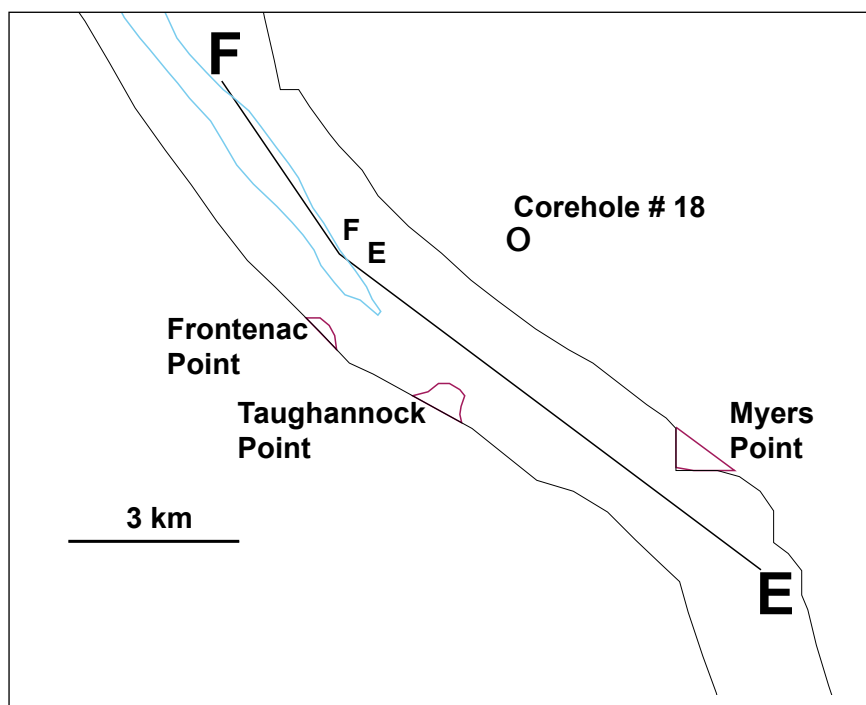 F
Corehole # 18
F
E
Frontenac
Point
Taughannock
Point
Myers
Point
3 km
E